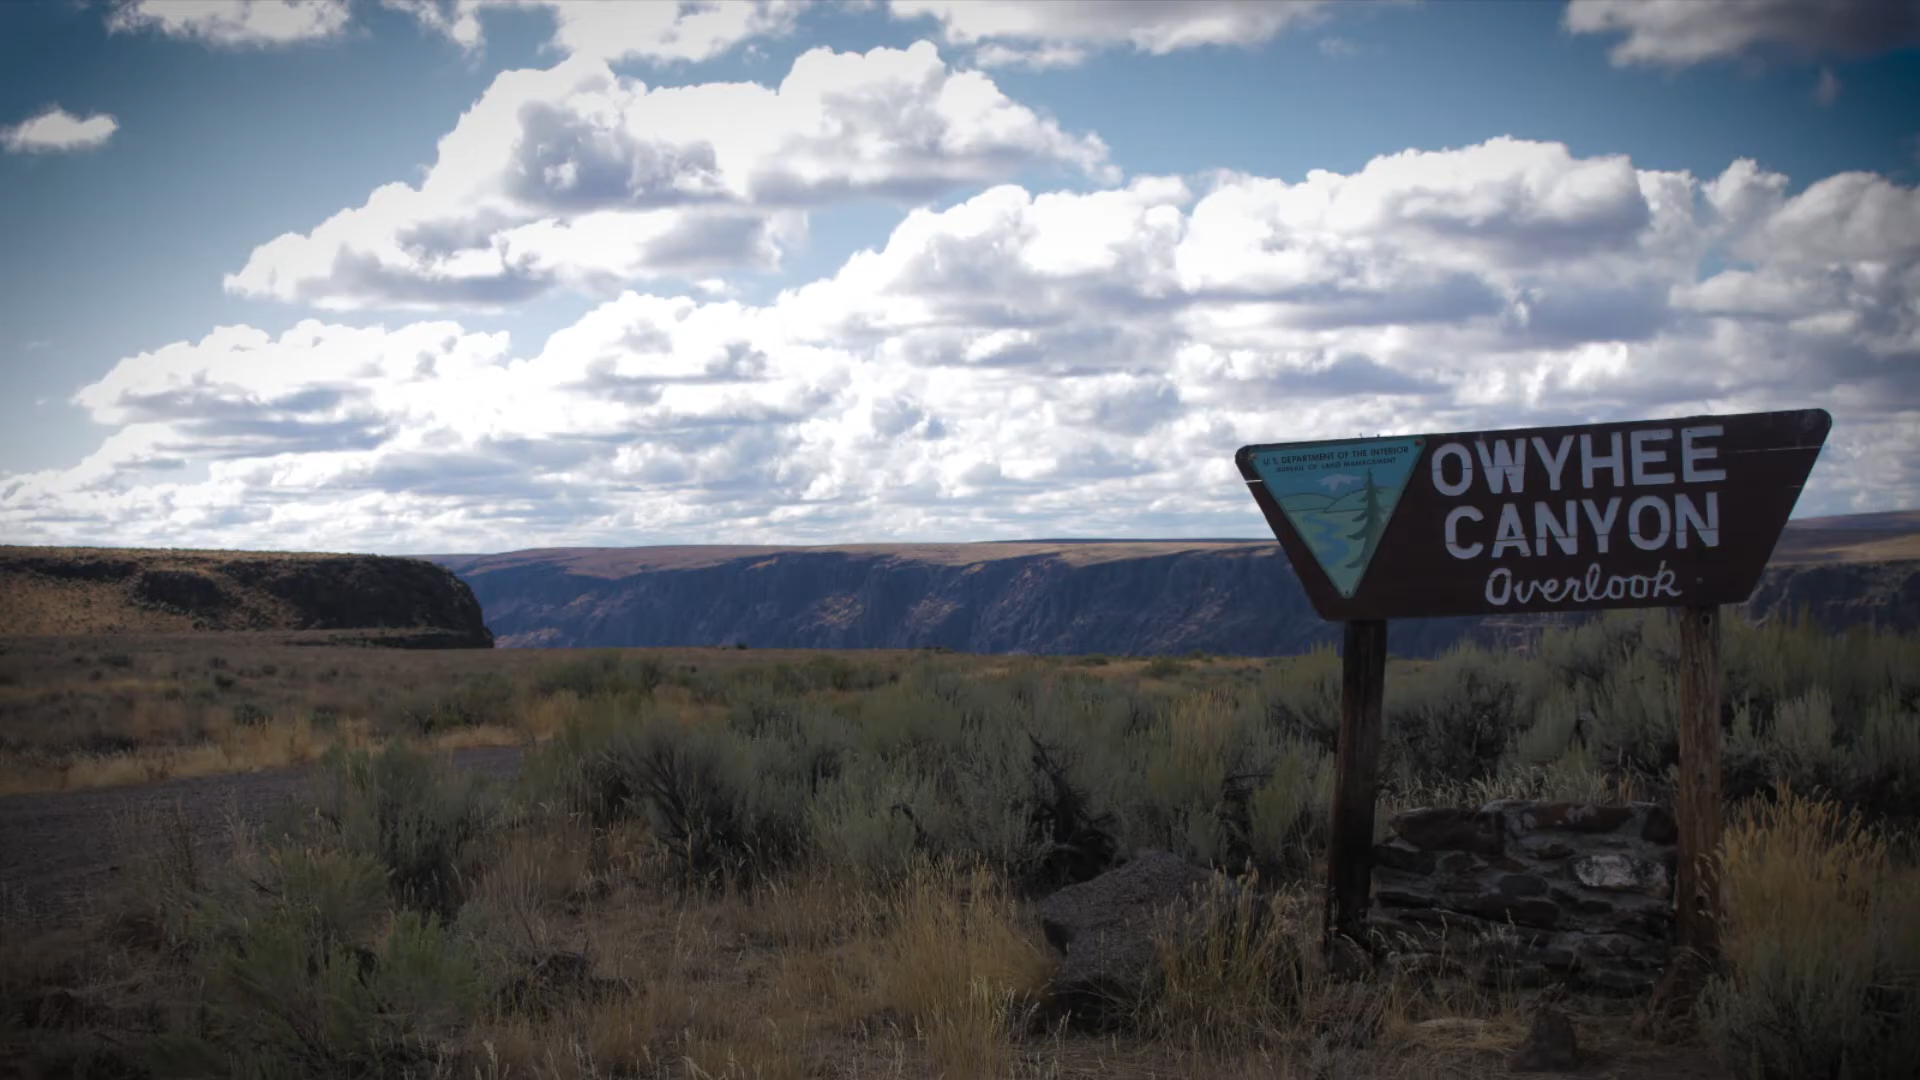 U.S. DEPARTMENT OF THE INTERIOR
BUREAU OF LAND MANAGEMENT
OWYHEE
CANYON
Overlook